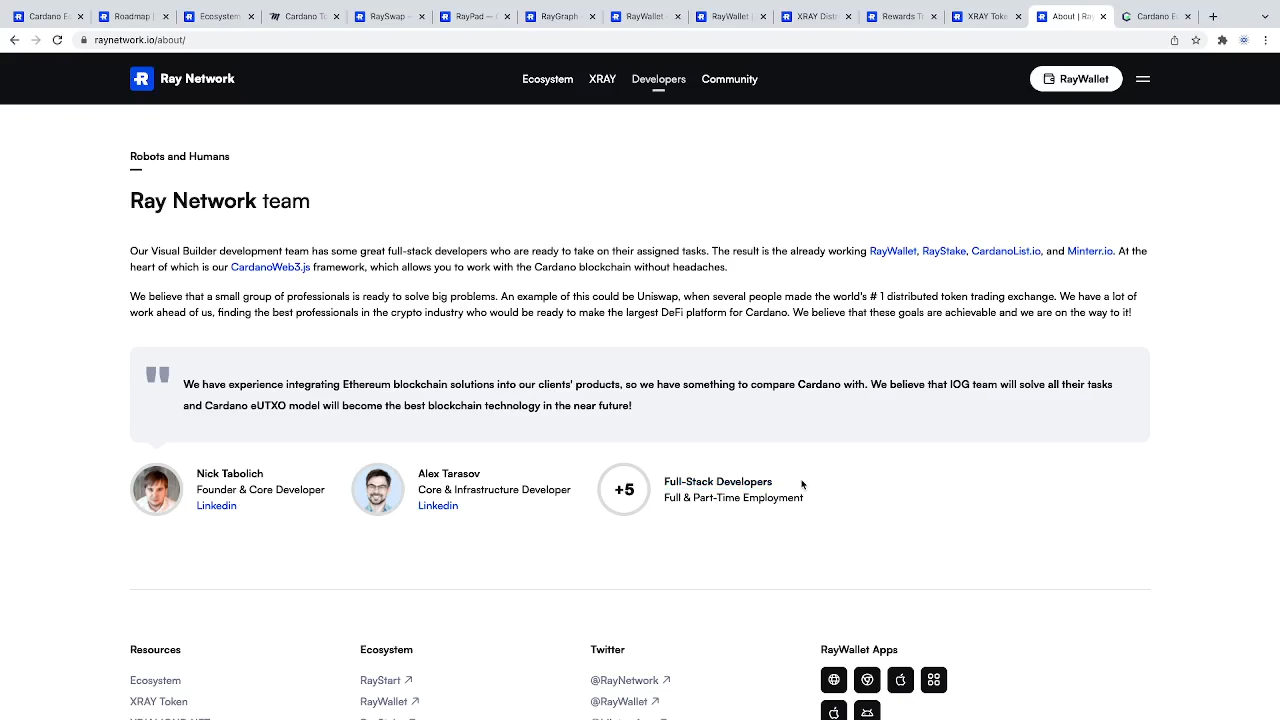 Cardano Ec
Roadmap |
Ecosystem
Cardano To
RaySwap –
RayPad – /
RayGraph
RayWallet
RayWallet
XRAY Distr
Rewards Tr
XRAY Toke
About | Ray
Cardano Ec
raynetwork.io/about/
Ray Network
Ecosystem XRAY Developers Community
RayWallet
Robots and Humans
Ray Network team
Our Visual Builder development team has some great full-stack developers who are ready to take on their assigned tasks. The result is the already working RayWallet, RayStake, CardanoList.io, and Minterr.io. At the
heart of which is our CardanoWeb3.js framework, which allows you to work with the Cardano blockchain without headaches.
We believe that a small group of professionals is ready to solve big problems. An example of this could be Uniswap, when several people made the world's # 1 distributed token trading exchange. We have a lot of
work ahead of us, finding the best professionals in the crypto industry who would be ready to make the largest DeFi platform for Cardano. We believe that these goals are achievable and we are on the way to it!
We have experience integrating Ethereum blockchain solutions into our clients' products, so we have something to compare Cardano with. We believe that IOG team will solve all their tasks
and Cardano eUTXO model will become the best blockchain technology in the near future!
Nick Tabolich
Founder & Core Developer
Linkedin
Alex Tarasov
Core & Infrastructure Developer
Linkedin
+5
Full-Stack Developers
Full & Part-Time Employment
Resources
Ecosystem
XRAY Token
Ecosystem
RayStart ↗
RayWallet ↗
Twitter
@RayNetwork ↗
@RayWallet ↗
RayWallet Apps